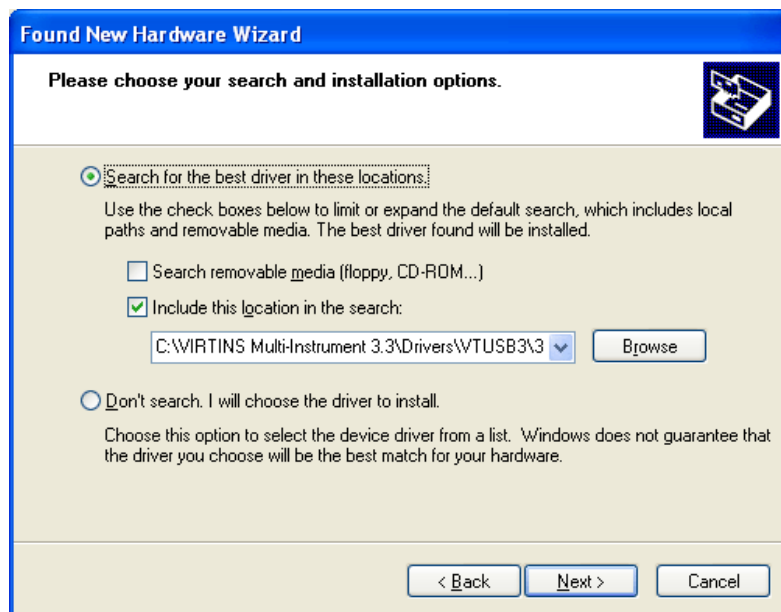 Found New Hardware Wizard
Please choose your search and installation options.
Search for the best driver in these locations.
Use the check boxes below to limit or expand the default search, which includes local
paths and removable media. The best driver found will be installed.
Search removable media (floppy, CD-ROM...)
Include this location in the search:
C:\VIRTINS Multi-Instrument 3.3\Drivers\VTUSB3\3
Browse
Don't search. I will choose the driver to install.
Choose this option to select the device driver from a list. Windows does not guarantee that
the driver you choose will be the best match for your hardware.
< Back
Next >
Cancel